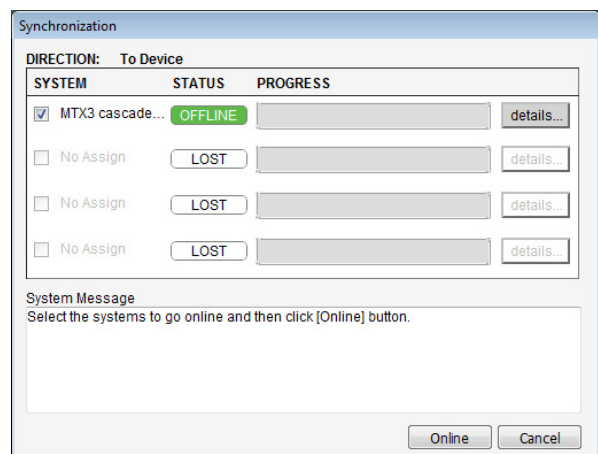 Synchronization
DIRECTION: To Device
SYSTEM STATUS PROGRESS
MTX3 cascade... OFFLINE details...
No Assign LOST details...
No Assign LOST details...
No Assign LOST details...
System Message
Select the systems to go online and then click [Online] button.
Online Cancel